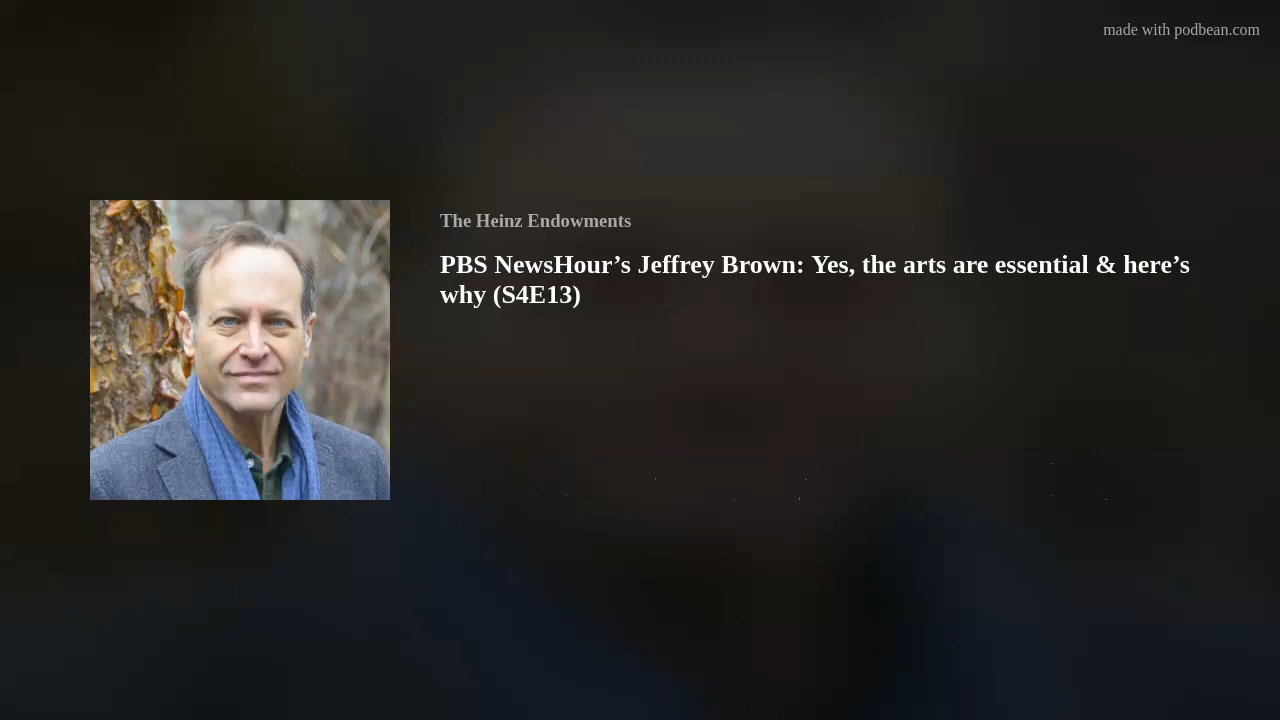 made with podbean.com
The Heinz Endowments
PBS NewsHour’s Jeffrey Brown: Yes, the arts are essential & here’s
why (S4E13)